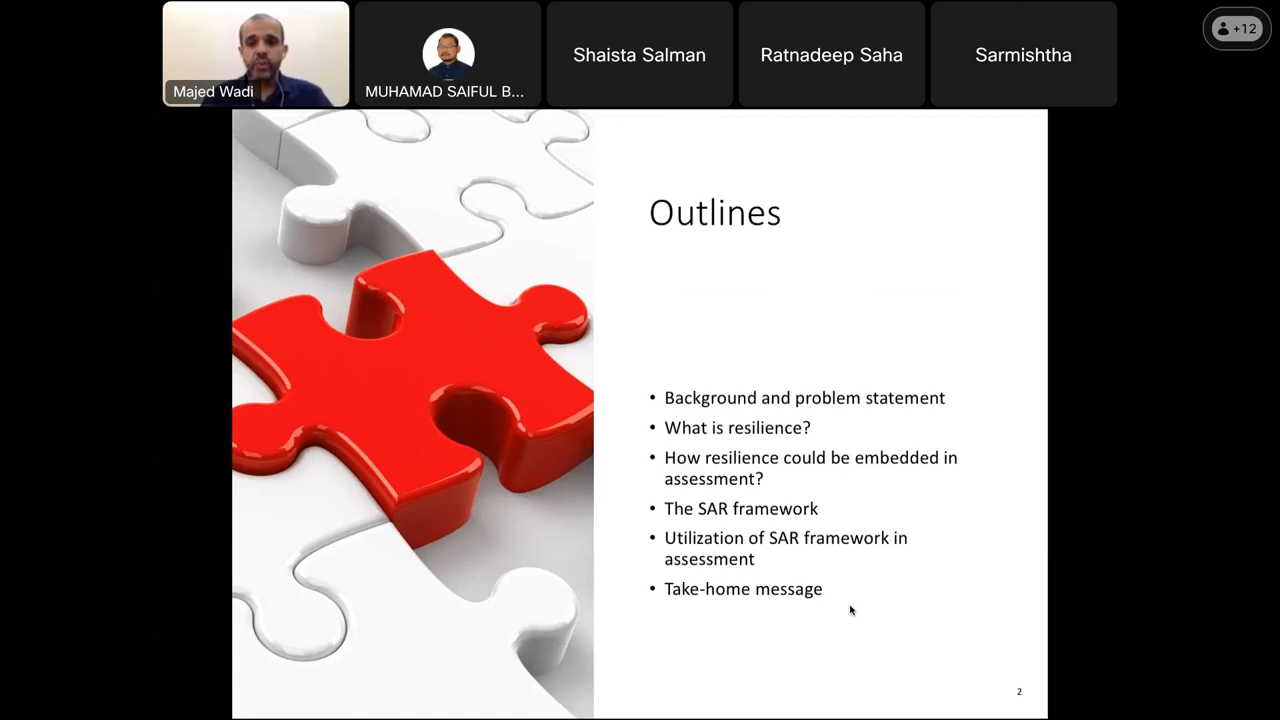 Majed Wadi
MUHAMAD SAIFUL B...
Shaista Salman
Ratnadeep Saha
Sarmishtha
+12
Outlines
• Background and problem statement
• What is resilience?
• How resilience could be embedded in
assessment?
• The SAR framework
• Utilization of SAR framework in
assessment
• Take-home message
2